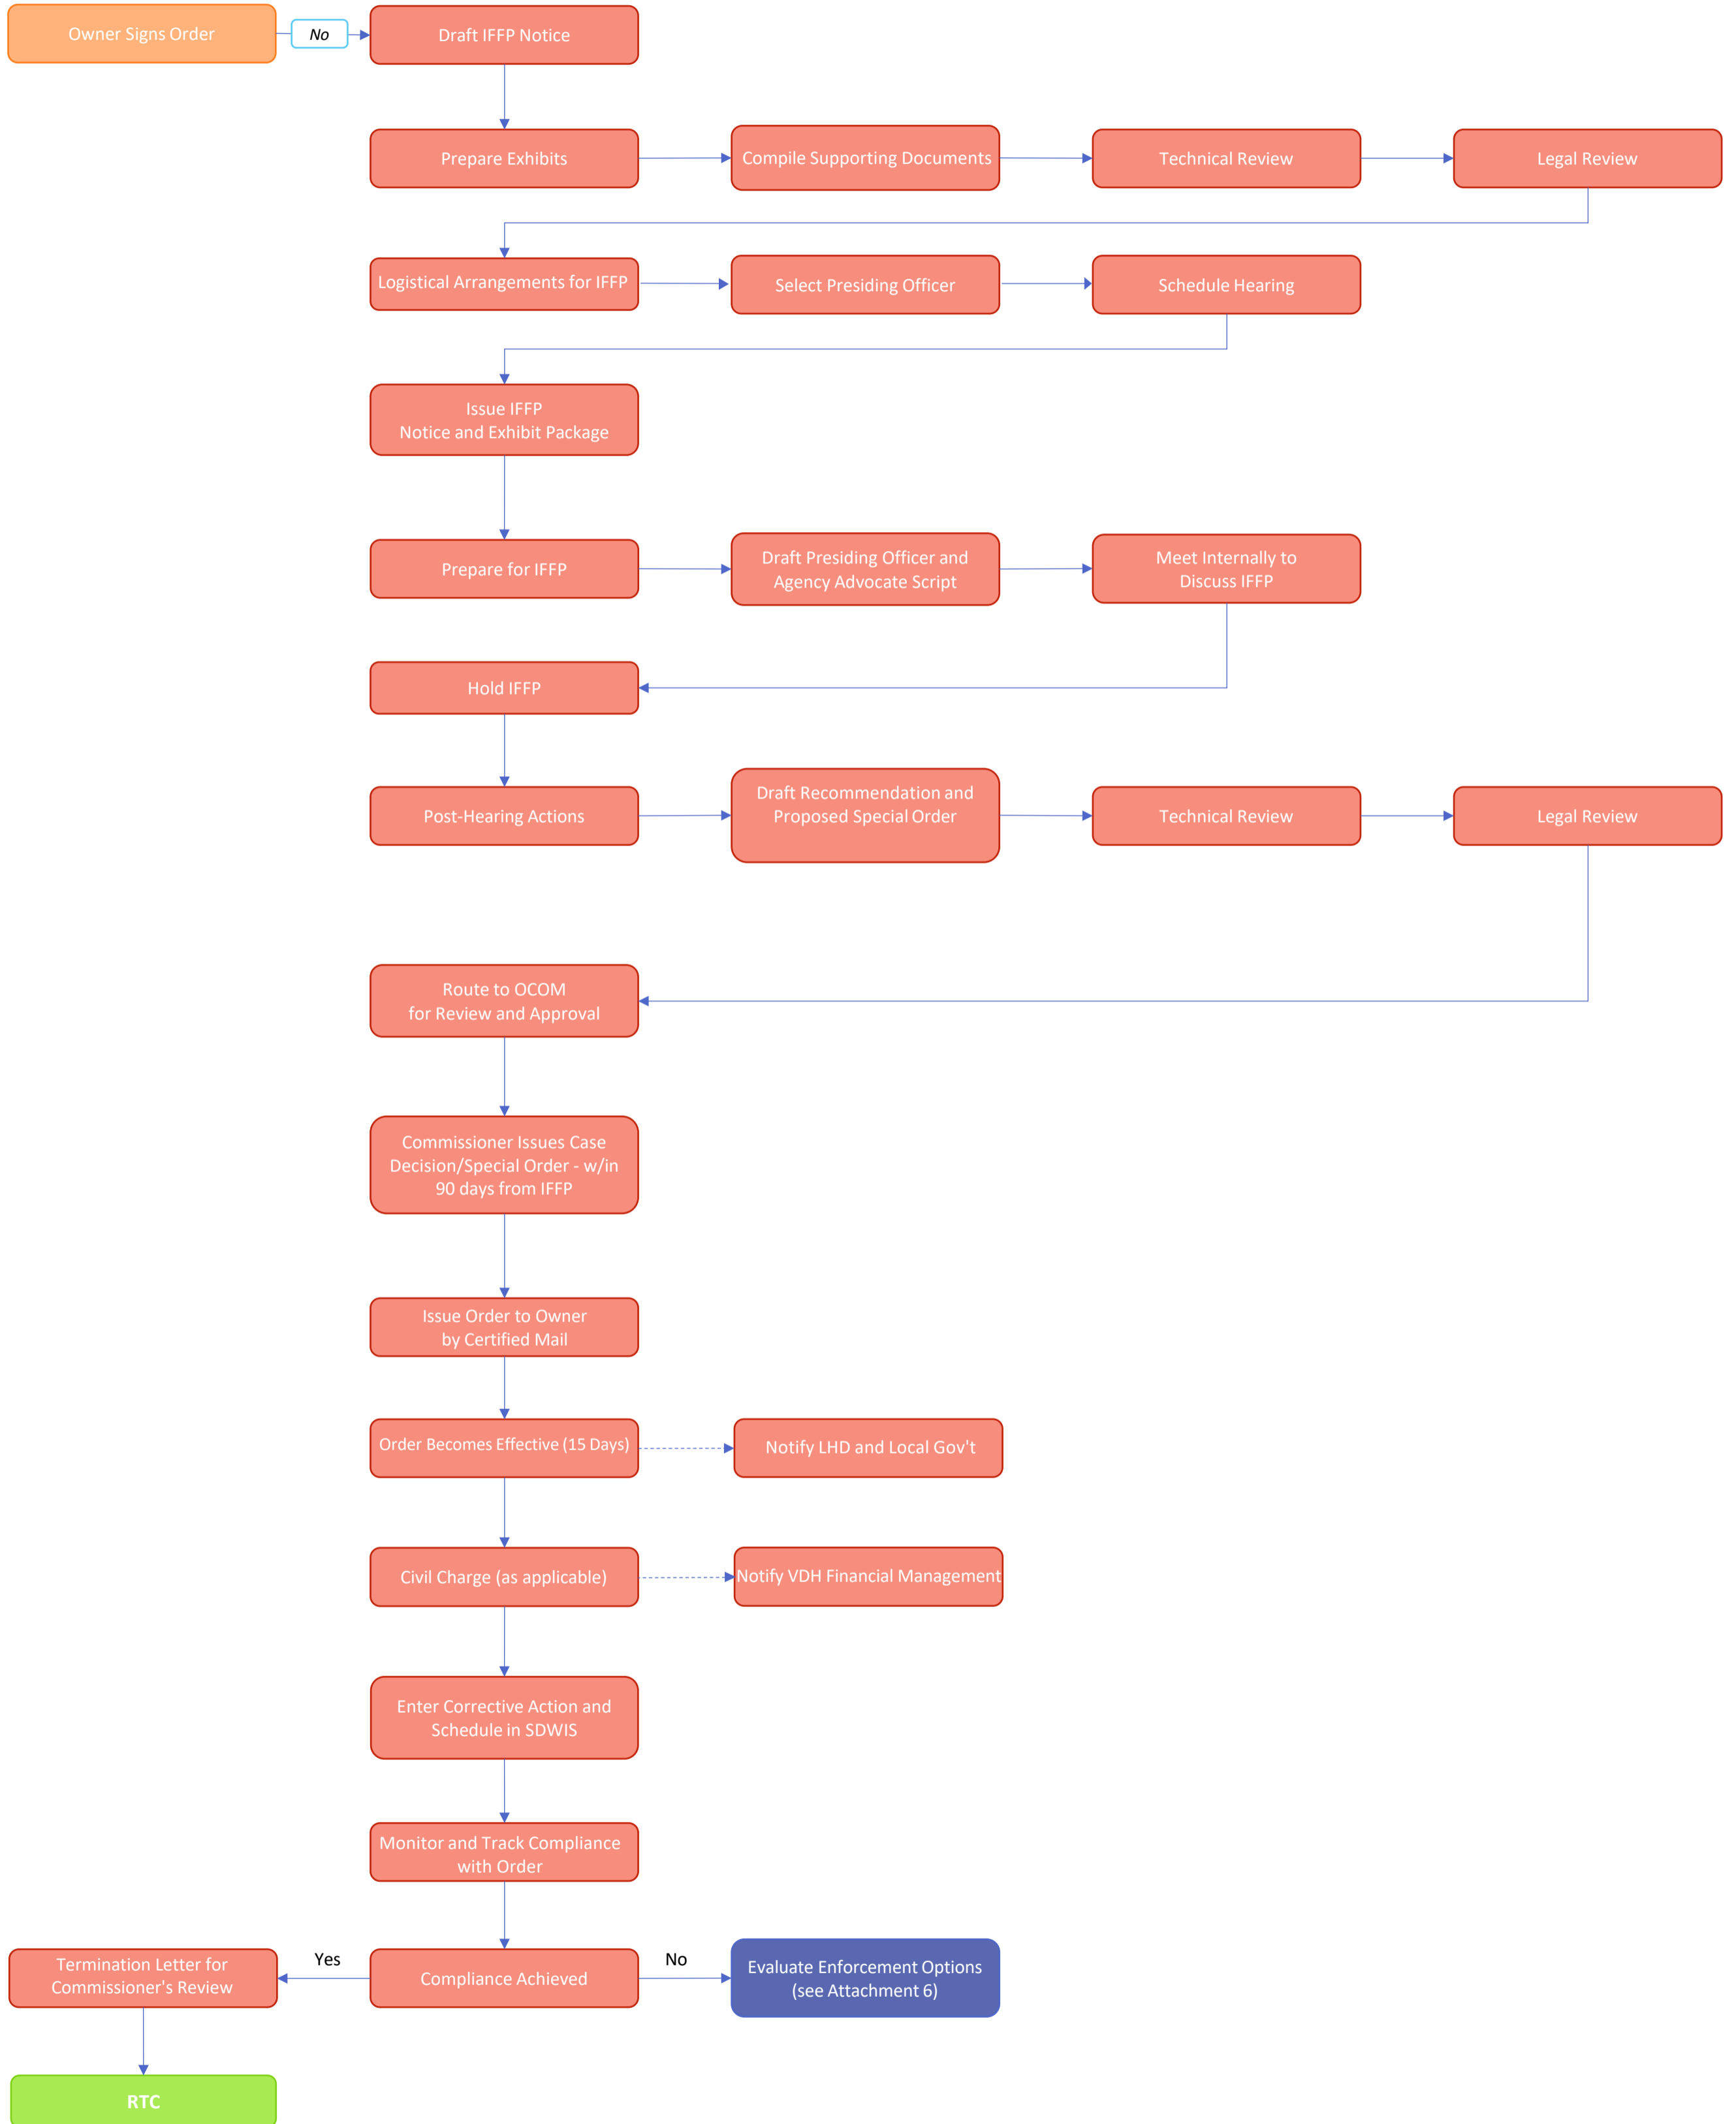 Owner Signs Order
No
Draft IFFP Notice
Prepare Exhibits
Compile Supporting Documents
Technical Review
Legal Review
Logistical Arrangements for IFFP
Select Presiding Officer
Schedule Hearing
Issue IFFP
Notice and Exhibit Package
Prepare for IFFP
Draft Presiding Officer and
Agency Advocate Script
Meet Internally to
Discuss IFFP
Hold IFFP
Post-Hearing Actions
Draft Recommendation and
Proposed Special Order
Technical Review
Legal Review
Route to OCOM
for Review and Approval
Commissioner Issues Case
Decision/Special Order - w/in
90 days from IFFP
Issue Order to Owner
by Certified Mail
Order Becomes Effective (15 Days)
Notify LHD and Local Gov't
Civil Charge (as applicable)
Notify VDH Financial Management
Enter Corrective Action and
Schedule in SDWIS
Monitor and Track Compliance
with Order
Termination Letter for
Commissioner's Review
Yes
Compliance Achieved
No
Evaluate Enforcement Options
(see Attachment 6)
RTC